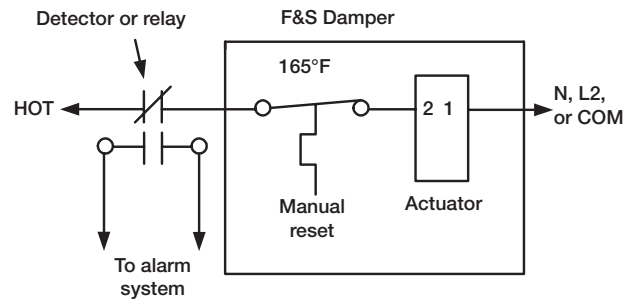 Detector or relay
F&S Damper
165°F
HOT
2 1
N, L2,
or COM
Manual
reset
Actuator
To alarm
system